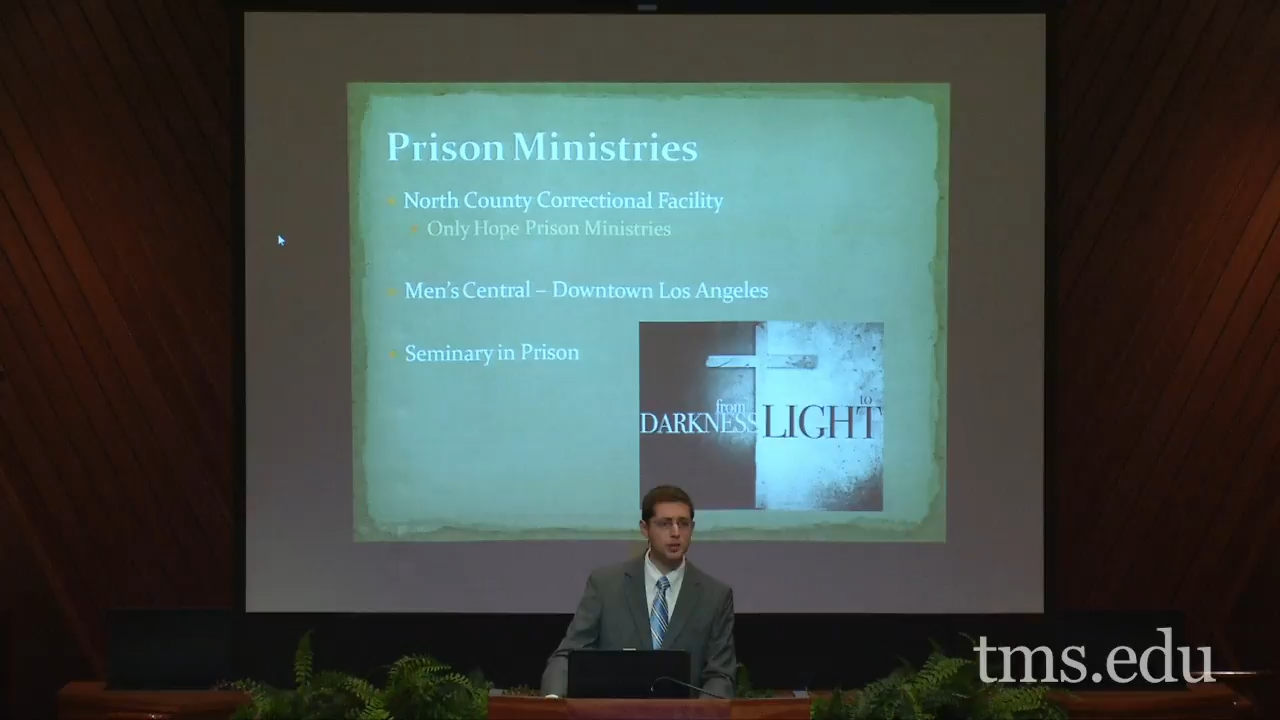 Prison Ministries
North County Correctional Facility
Only Hope Prison Ministries
Men's Central – Downtown Los Angeles
Seminary in Prison
from
to
DARKNESS LIGHT
tms.edu